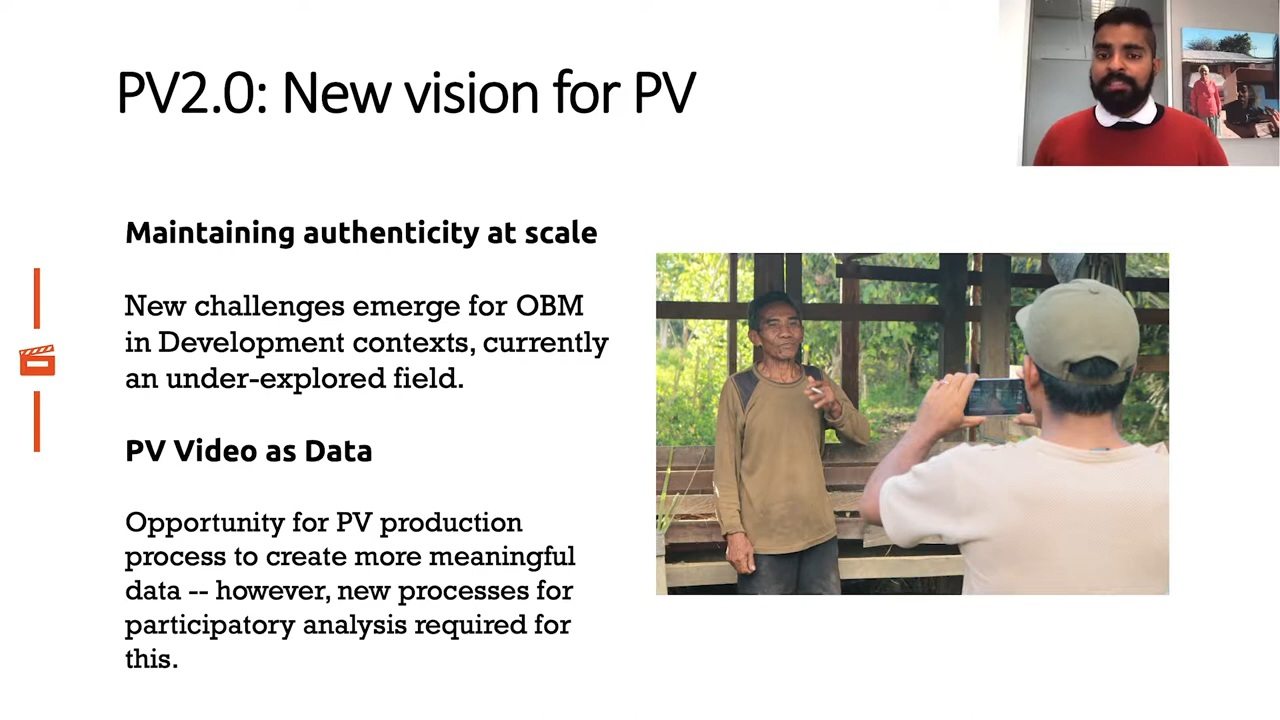 PV2.0: New vision for PV
Maintaining authenticity at scale
New challenges emerge for OBM
in Development contexts, currently
an under-explored field.
PV Video as Data
Opportunity for PV production
process to create more meaningful
data -- however, new processes for
participatory analysis required for
this.